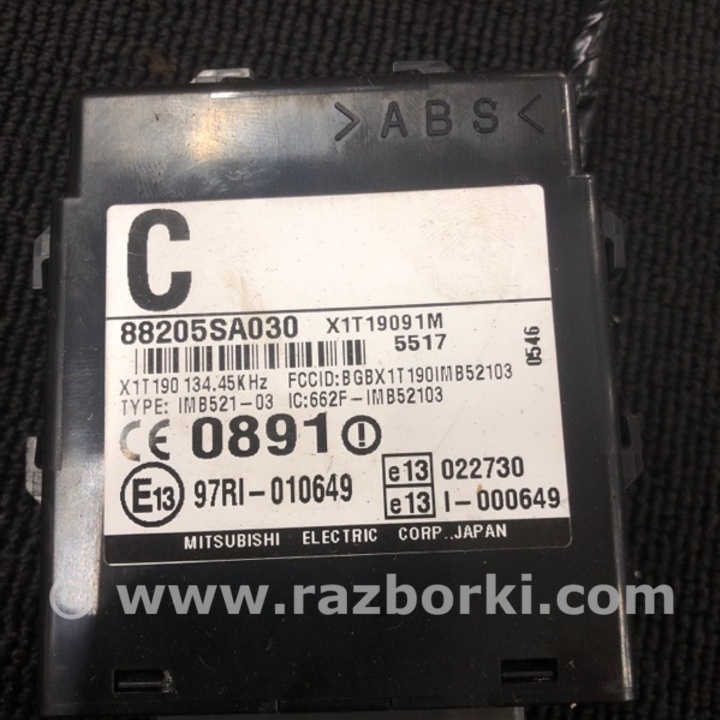 >ABS<
C
88205SA030 X1T19091M
5517
0546
X1T190 134.45KHz FCCID:BGBX1T190IMB52103
TYPE: IMB521-03 IC:662F-IMB52103
CE 0891 !
E13 97RI-010649
e13 022730
e13 I-000649
MITSUBISHI ELECTRIC CORP.,JAPAN
© www.razborki.com